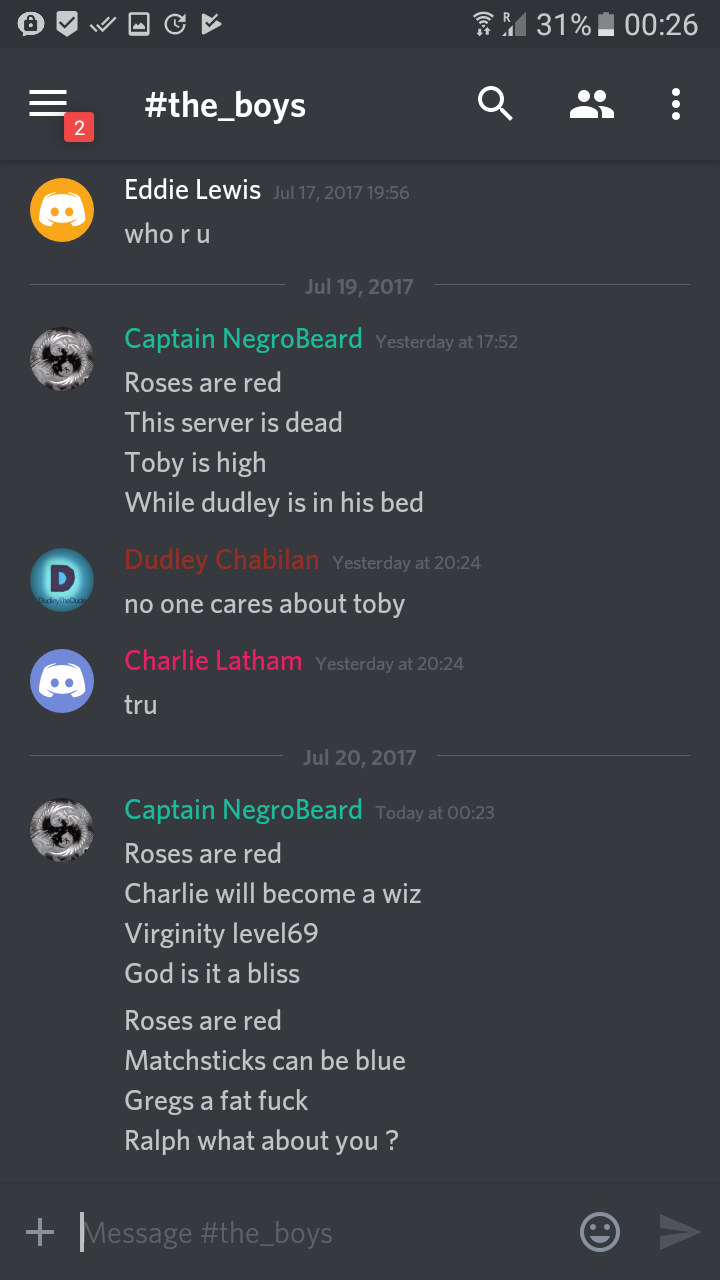 R 31% 00:26
2 #the_boys
Eddie Lewis Jul 17, 2017 19:56
who r u
Jul 19, 2017
Captain NegroBeard Yesterday at 17:52
Roses are red
This server is dead
Toby is high
While dudley is in his bed
Dudley Chabilan Yesterday at 20:24
D
DudleyTheDude
no one cares about toby
Charlie Latham Yesterday at 20:24
tru
Jul 20, 2017
Captain NegroBeard Today at 00:23
Roses are red
Charlie will become a wiz
Virginity level69
God is it a bliss
Roses are red
Matchsticks can be blue
Gregs a fat fuck
Ralph what about you ?
Message #the_boys